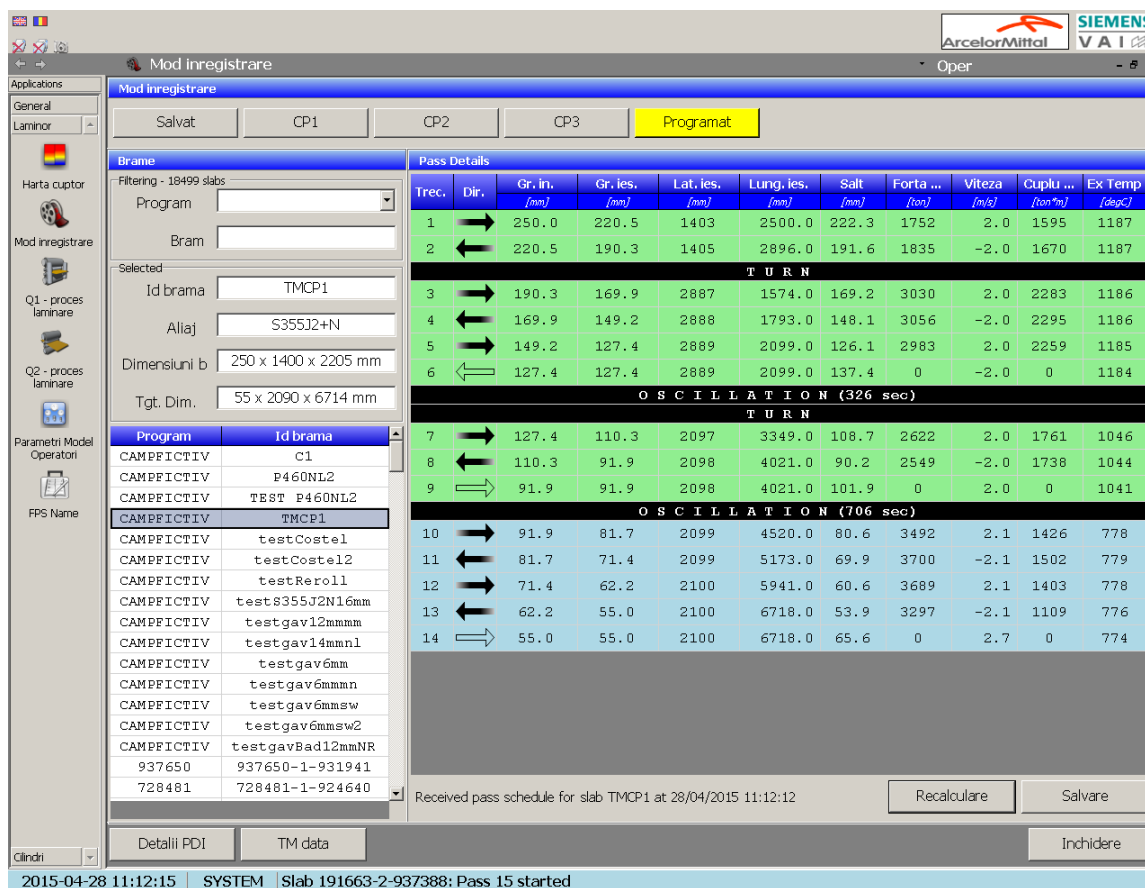 ArcelorMittal
SIEMENS
VAI
Mod inregistrare
Oper
Applications
General
Laminor
Harta cuptor
Mod inregistrare
Q1 - proces
laminare
Q2 - proces
laminare
Parametri Model
Operatori
FPS Name
Cilindri
Mod inregistrare
Salvat CP1 CP2 CP3 Programat
Brame
Filtering - 18499 slabs
Program
Bram
Selected
Id brama TMCP1
Aliaj S355J2+N
Dimensiuni b 250 x 1400 x 2205 mm
Tgt. Dim. 55 x 2090 x 6714 mm
Program Id brama
CAMPFICTIV C1
CAMPFICTIV P460NL2
CAMPFICTIV TEST P460NL2
CAMPFICTIV TMCP1
CAMPFICTIV testCostel
CAMPFICTIV testCostel2
CAMPFICTIV testReroll
CAMPFICTIV testS355J2N16mm
CAMPFICTIV testgav12mmmm
CAMPFICTIV testgav14mmnl
CAMPFICTIV testgav6mm
CAMPFICTIV testgav6mmmn
CAMPFICTIV testgav6mmsw
CAMPFICTIV testgav6mmsw2
CAMPFICTIV testgavBad12mmNR
937650 937650-1-931941
728481 728481-1-924640
Pass Details
Trec. Dir. Gr. in. Gr. ies. Lat. ies. Lung. ies. Salt Forta ... Viteza Cuplu ... Ex Temp
[mm] [mm] [mm] [mm] [mm] [ton] [m/s] [ton*m] [degC]
1 250.0 220.5 1403 2500.0 222.3 1752 2.0 1595 1187
2 220.5 190.3 1405 2896.0 191.6 1835 -2.0 1670 1187
TURN
3 190.3 169.9 2887 1574.0 169.2 3030 2.0 2283 1186
4 169.9 149.2 2888 1793.0 148.1 3056 -2.0 2295 1186
5 149.2 127.4 2889 2099.0 126.1 2983 2.0 2259 1185
6 127.4 127.4 2889 2099.0 137.4 0 -2.0 0 1184
OSCILLATION (326 sec)
TURN
7 127.4 110.3 2097 3349.0 108.7 2622 2.0 1761 1046
8 110.3 91.9 2098 4021.0 90.2 2549 -2.0 1738 1044
9 91.9 91.9 2098 4021.0 101.9 0 2.0 0 1041
OSCILLATION (706 sec)
10 91.9 81.7 2099 4520.0 80.6 3492 2.1 1426 778
11 81.7 71.4 2099 5173.0 69.9 3700 -2.1 1502 779
12 71.4 62.2 2100 5941.0 60.6 3689 2.1 1403 778
13 62.2 55.0 2100 6718.0 53.9 3297 -2.1 1109 776
14 55.0 55.0 2100 6718.0 65.6 0 2.7 0 774
Received pass schedule for slab TMCP1 at 28/04/2015 11:12:12
Recalculare Salvare
Detalii PDI TM data Inchidere
2015-04-28 11:12:15 SYSTEM Slab 191663-2-937388: Pass 15 started